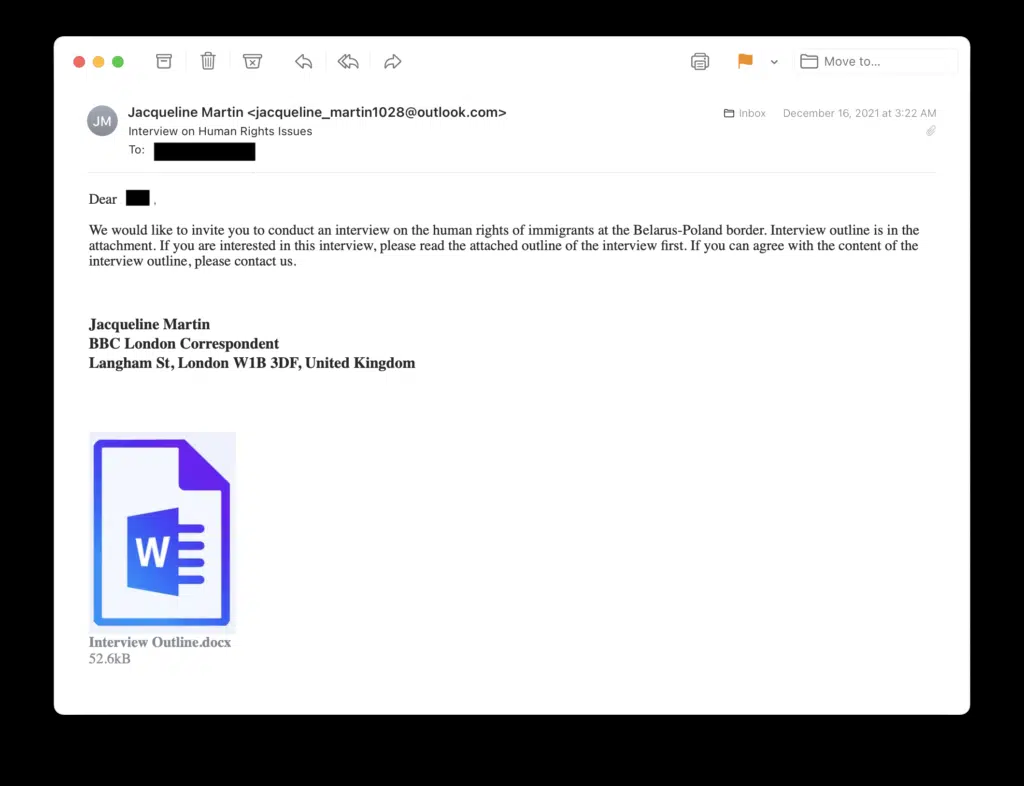 Move to...
JM
Jacqueline Martin <jacqueline_martin1028@outlook.com>
Inbox
December 16, 2021 at 3:22 AM
Interview on Human Rights Issues
To:
Dear ,
We would like to invite you to conduct an interview on the human rights of immigrants at the Belarus-Poland border. Interview outline is in the
attachment. If you are interested in this interview, please read the attached outline of the interview first. If you can agree with the content of the
interview outline, please contact us.
Jacqueline Martin
BBC London Correspondent
Langham St, London W1B 3DF, United Kingdom
W
Interview Outline.docx
52.6kB